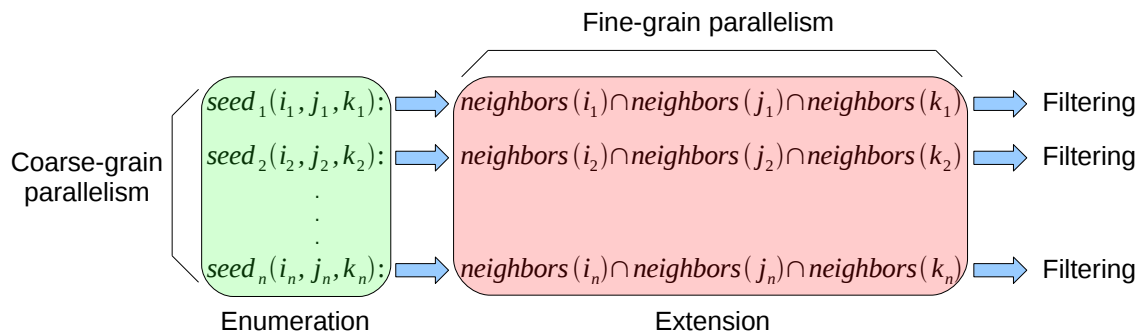 Fine-grain parallelism
Coarse-grain
parallelism
seed₁(i₁, j₁, k₁): neighbors(i₁)∩neighbors(j₁)∩neighbors(k₁) Filtering
seed₂(i₂, j₂, k₂): neighbors(i₂)∩neighbors(j₂)∩neighbors(k₂) Filtering
.
.
.
seedₙ(iₙ, jₙ, kₙ): neighbors(iₙ)∩neighbors(jₙ)∩neighbors(kₙ) Filtering
Enumeration Extension